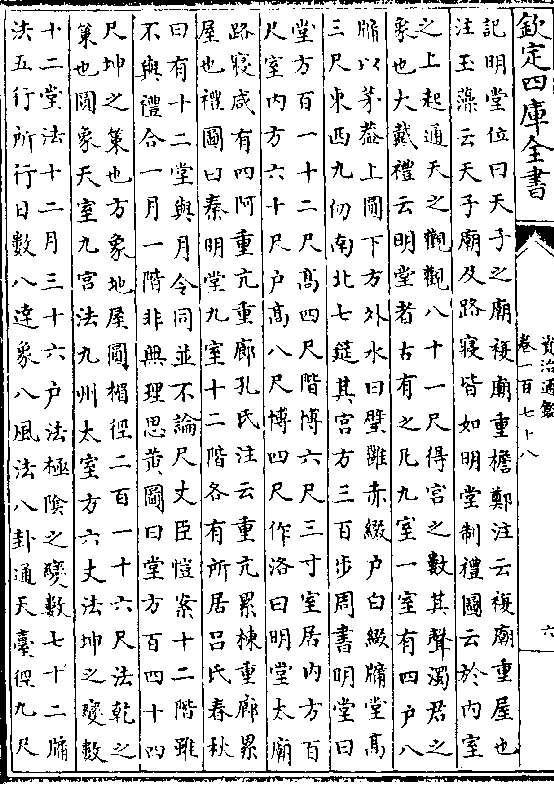 欽定四庫全書
資治通鑑
卷一百七十八
六
記明堂位曰天子之廟複廟重檐鄭注云複廟重屋也
注玉藻云天子廟及路寢皆如明堂制禮圖云於内室
之上起通天之觀觀八十一尺得宮之數其聲濁君之
象也大戴禮云明堂者古有之凡九室一室有四户八
牖以茅葢上圓下方外水曰璧雝赤綴户白綴牖堂高
三尺東西九仞南北七筵其宮方三百步周書明堂曰
堂方百一十二尺高四尺階博六尺三寸室居内方百
尺室内方六十尺户高八尺博四尺作洛曰明堂太廟
路寢咸有四阿重亢重廊孔氏注云重亢累棟重廊累
屋也禮圖曰秦明堂九室十二階各有所居吕氏春秋
曰有十二堂與月令同並不論尺丈臣愷案十二階雖
不與禮合一月一階非無理思黄圖曰堂方百四十四
尺坤之策也方象地屋圓楣徑二百一十六尺法乾之
策也圓象天室九宮法九州太室方六丈法坤之變數
十二堂法十二月三十六户法極陰之變數七十二牖
法五行所行日數八達象八風法八卦通天臺徑九尺